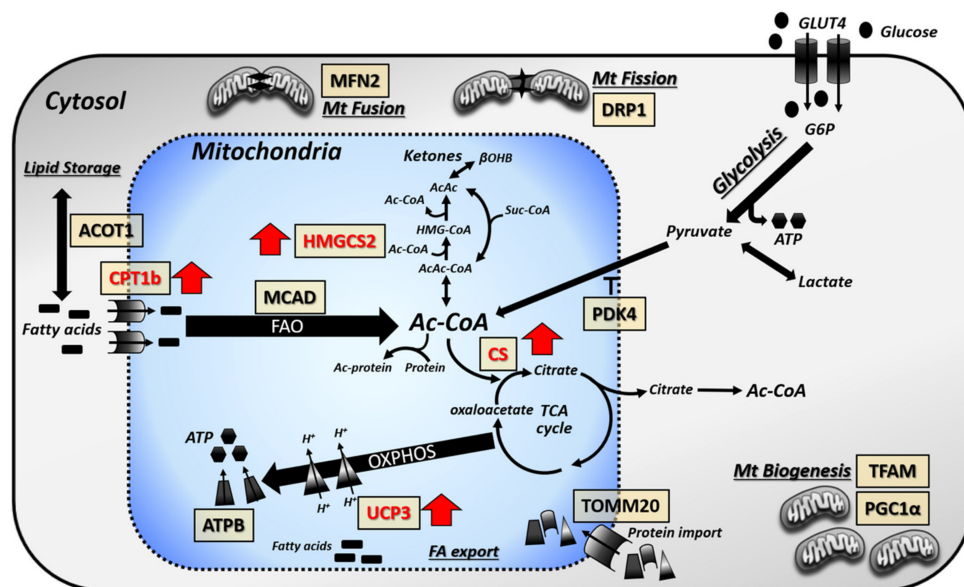 GLUT4
Glucose
MFN2
Mt Fusion
Mt Fission
DRP1
Cytosol
G6P
Mitochondria
Glycolysis
Ketones
βOHB
Lipid Storage
AcAc
Ac-CoA
Suc-CoA
ACOT1
HMGCS2
HMG-CoA
Pyruvate
ATP
Ac-CoA
AcAc-CoA
Lactate
CPT1b
MCAD
PDK4
Fatty acids
FAO
Ac-CoA
CS
Ac-protein
Protein
Citrate
Citrate
Ac-CoA
oxaloacetate
TCA
cycle
ATP
H+
H+
OXPHOS
Mt Biogenesis
TFAM
PGC1α
H+
H+
ATPB
UCP3
TOMM20
Protein import
Fatty acids
FA export